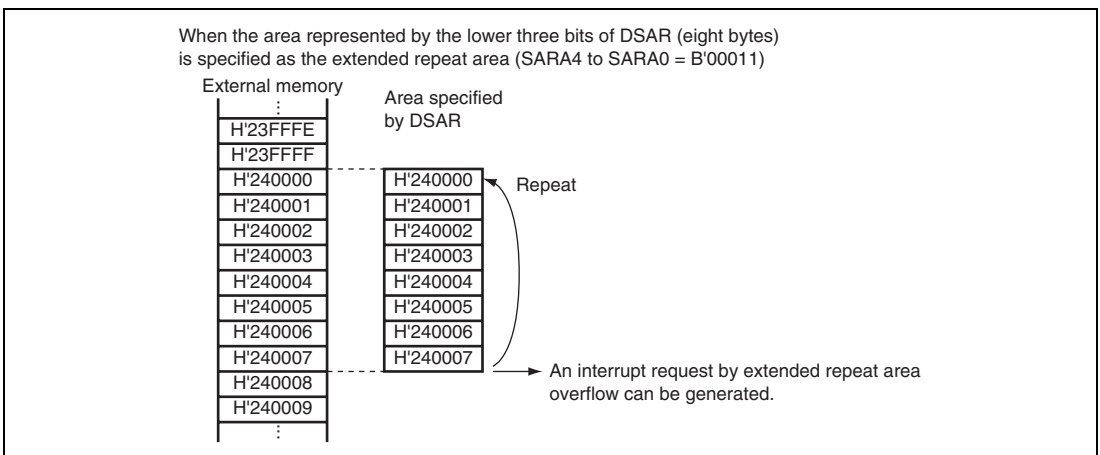 When the area represented by the lower three bits of DSAR (eight bytes)
is specified as the extended repeat area (SARA4 to SARA0 = B'00011)
External memory
Area specified
by DSAR
H'23FFFE
H'23FFFF
H'240000
H'240001
H'240002
H'240003
H'240004
H'240005
H'240006
H'240007
H'240008
H'240009
H'240000
H'240001
H'240002
H'240003
H'240004
H'240005
H'240006
H'240007
Repeat
An interrupt request by extended repeat area
overflow can be generated.